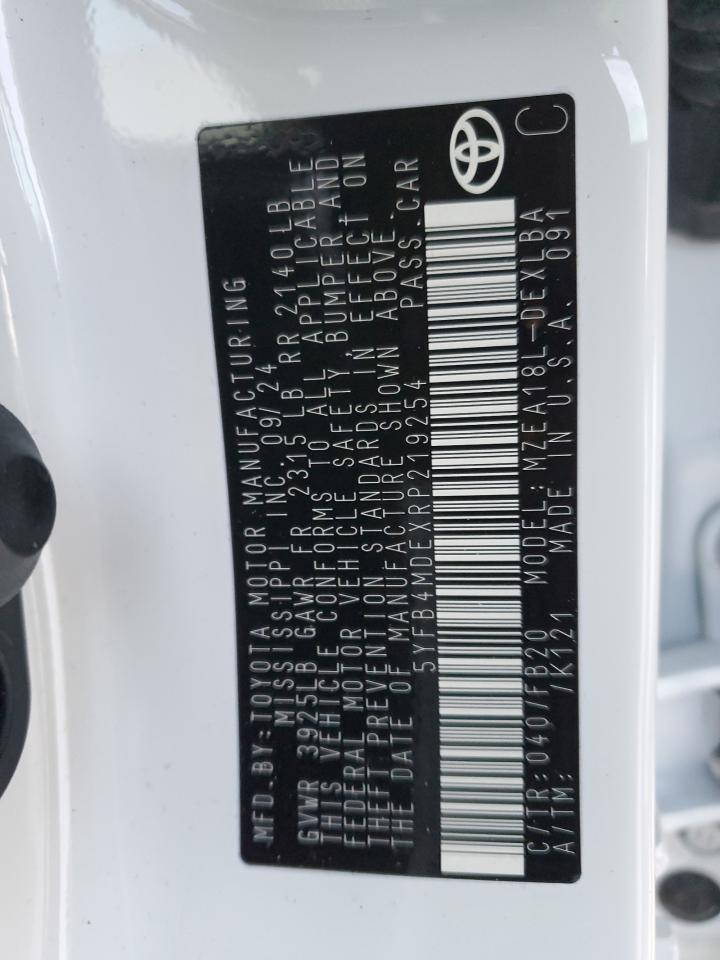 MFD.BY:TOYOTA MOTOR MANUFACTURING
MISSISSIPPI INC. 09/24
GVWR 3925LB GAWR FR 2315 LB RR 2140 LB
THIS VEHICLE CONFORMS TO ALL APPLICABLE
FEDERAL MOTOR VEHICLE SAFETY, BUMPER, AND
THEFT PREVENTION STANDARDS IN EFFECT ON
THE DATE OF MANUFACTURE SHOWN ABOVE.
5YFB4MDEXRP219254 PASS.CAR
C/TR:040/FB20 MODEL:MZEA18L-DEXLBA
A/TM: /K121 MADE IN U.S.A. 091
C